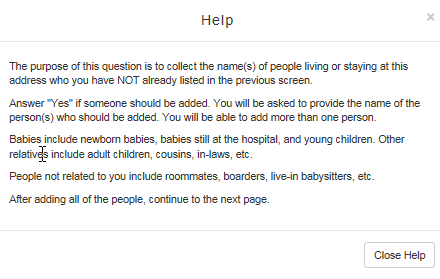 Help
×
The purpose of this question is to collect the name(s) of people living or staying at this
address who you have NOT already listed in the previous screen.
Answer "Yes" if someone should be added. You will be asked to provide the name of the
person(s) who should be added. You will be able to add more than one person.
Babies include newborn babies, babies still at the hospital, and young children. Other
relatives include adult children, cousins, in-laws, etc.
People not related to you include roommates, boarders, live-in babysitters, etc.
After adding all of the people, continue to the next page.
Close Help